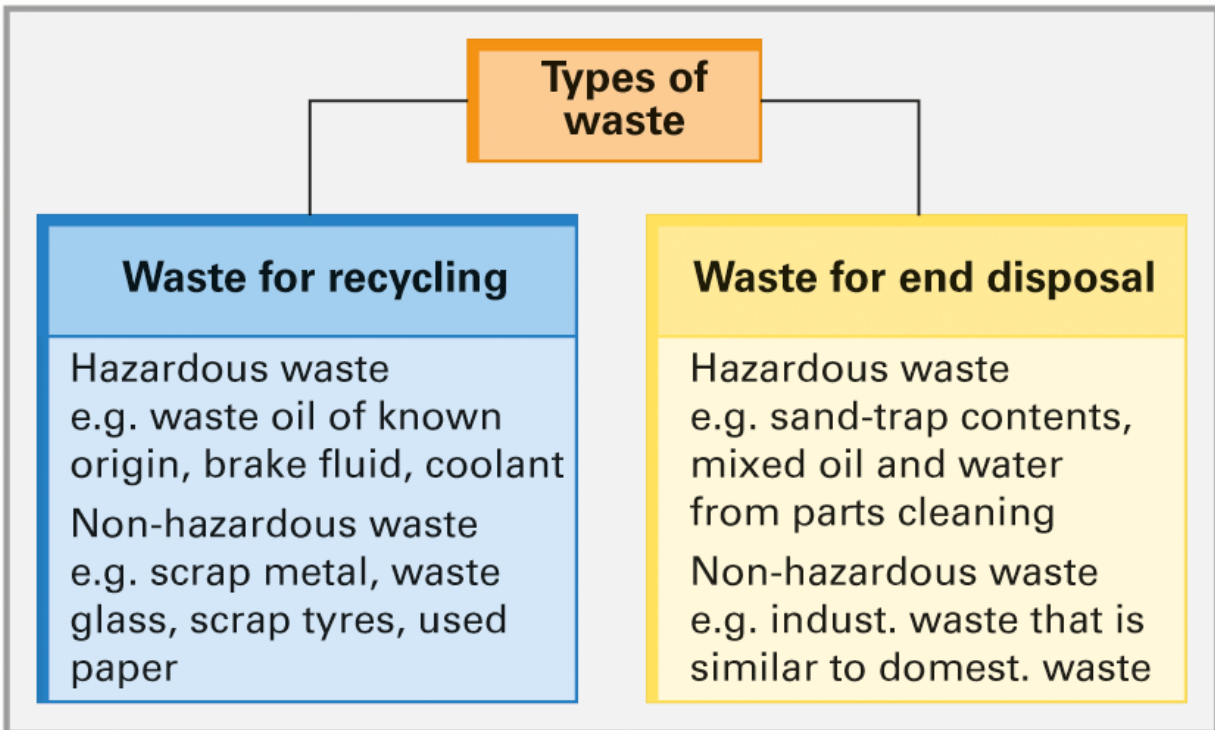 Types of
waste
Waste for recycling
Hazardous waste
e.g. waste oil of known
origin, brake fluid, coolant
Non-hazardous waste
e.g. scrap metal, waste
glass, scrap tyres, used
paper
Waste for end disposal
Hazardous waste
e.g. sand-trap contents,
mixed oil and water
from parts cleaning
Non-hazardous waste
e.g. indust. waste that is
similar to domest. waste